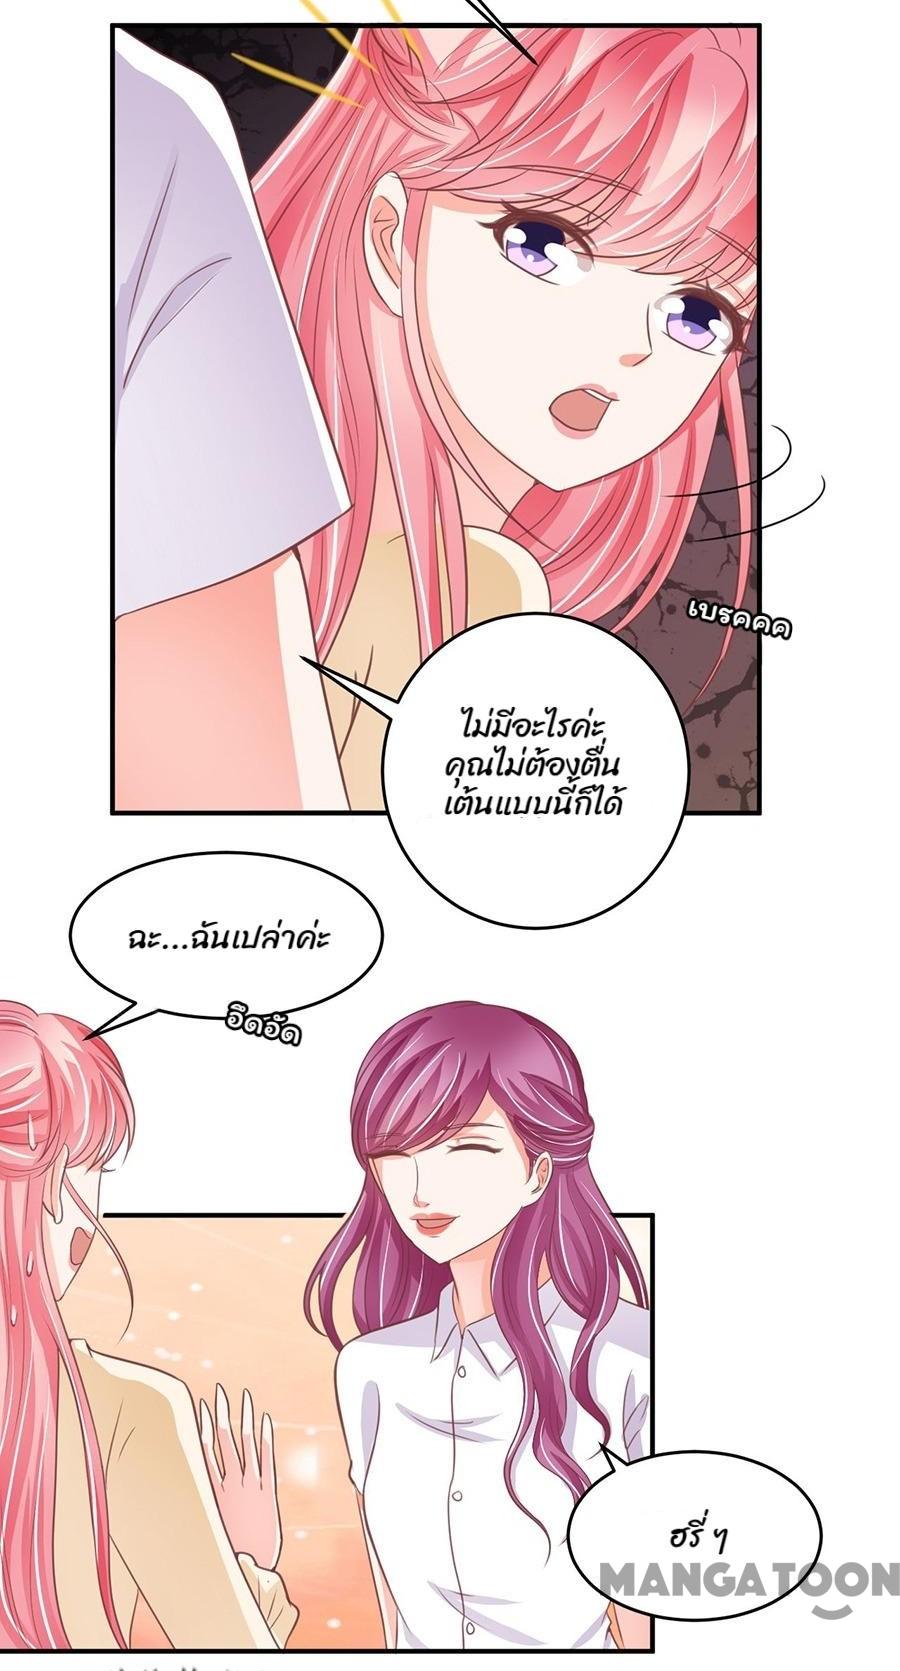 เบรคคค
ไม่มีอะไรค่ะ
คุณไม่ต้องตื่น
เต้นแบบนี้ก็ได้
ฉะ...ฉันเปล่าค่ะ
อึดอัด
ฮรี่ ๆ
MANGATOON